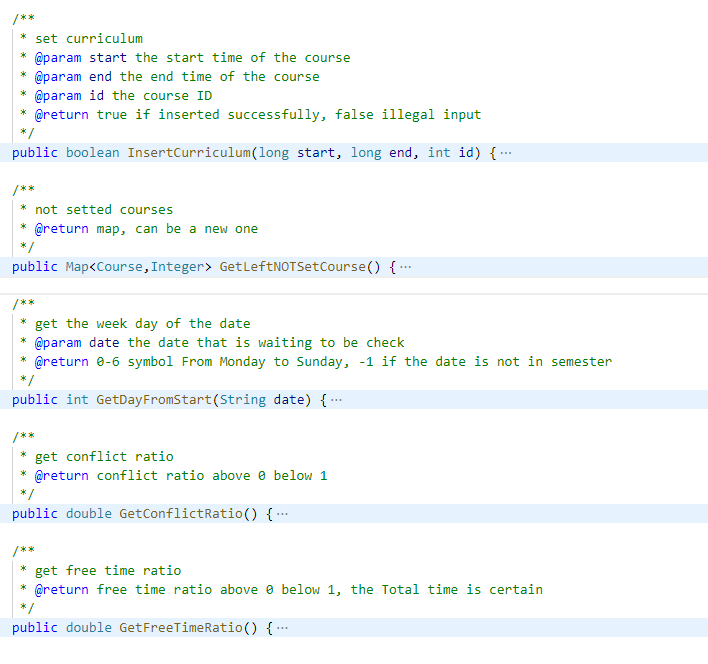 /**
 * set curriculum
 * @param start the start time of the course
 * @param end the end time of the course
 * @param id the course ID
 * @return true if inserted successfully, false illegal input
 */
public boolean InsertCurriculum(long start, long end, int id) {···
/**
 * not setted courses
 * @return map, can be a new one
 */
public Map<Course,Integer> GetLeftNOTSetCourse() {···
/**
 * get the week day of the date
 * @param date the date that is waiting to be check
 * @return 0-6 symbol From Monday to Sunday, -1 if the date is not in semester
 */
public int GetDayFromStart(String date) {···
/**
 * get conflict ratio
 * @return conflict ratio above 0 below 1
 */
public double GetConflictRatio() {···
/**
 * get free time ratio
 * @return free time ratio above 0 below 1, the Total time is certain
 */
public double GetFreeTimeRatio() {···